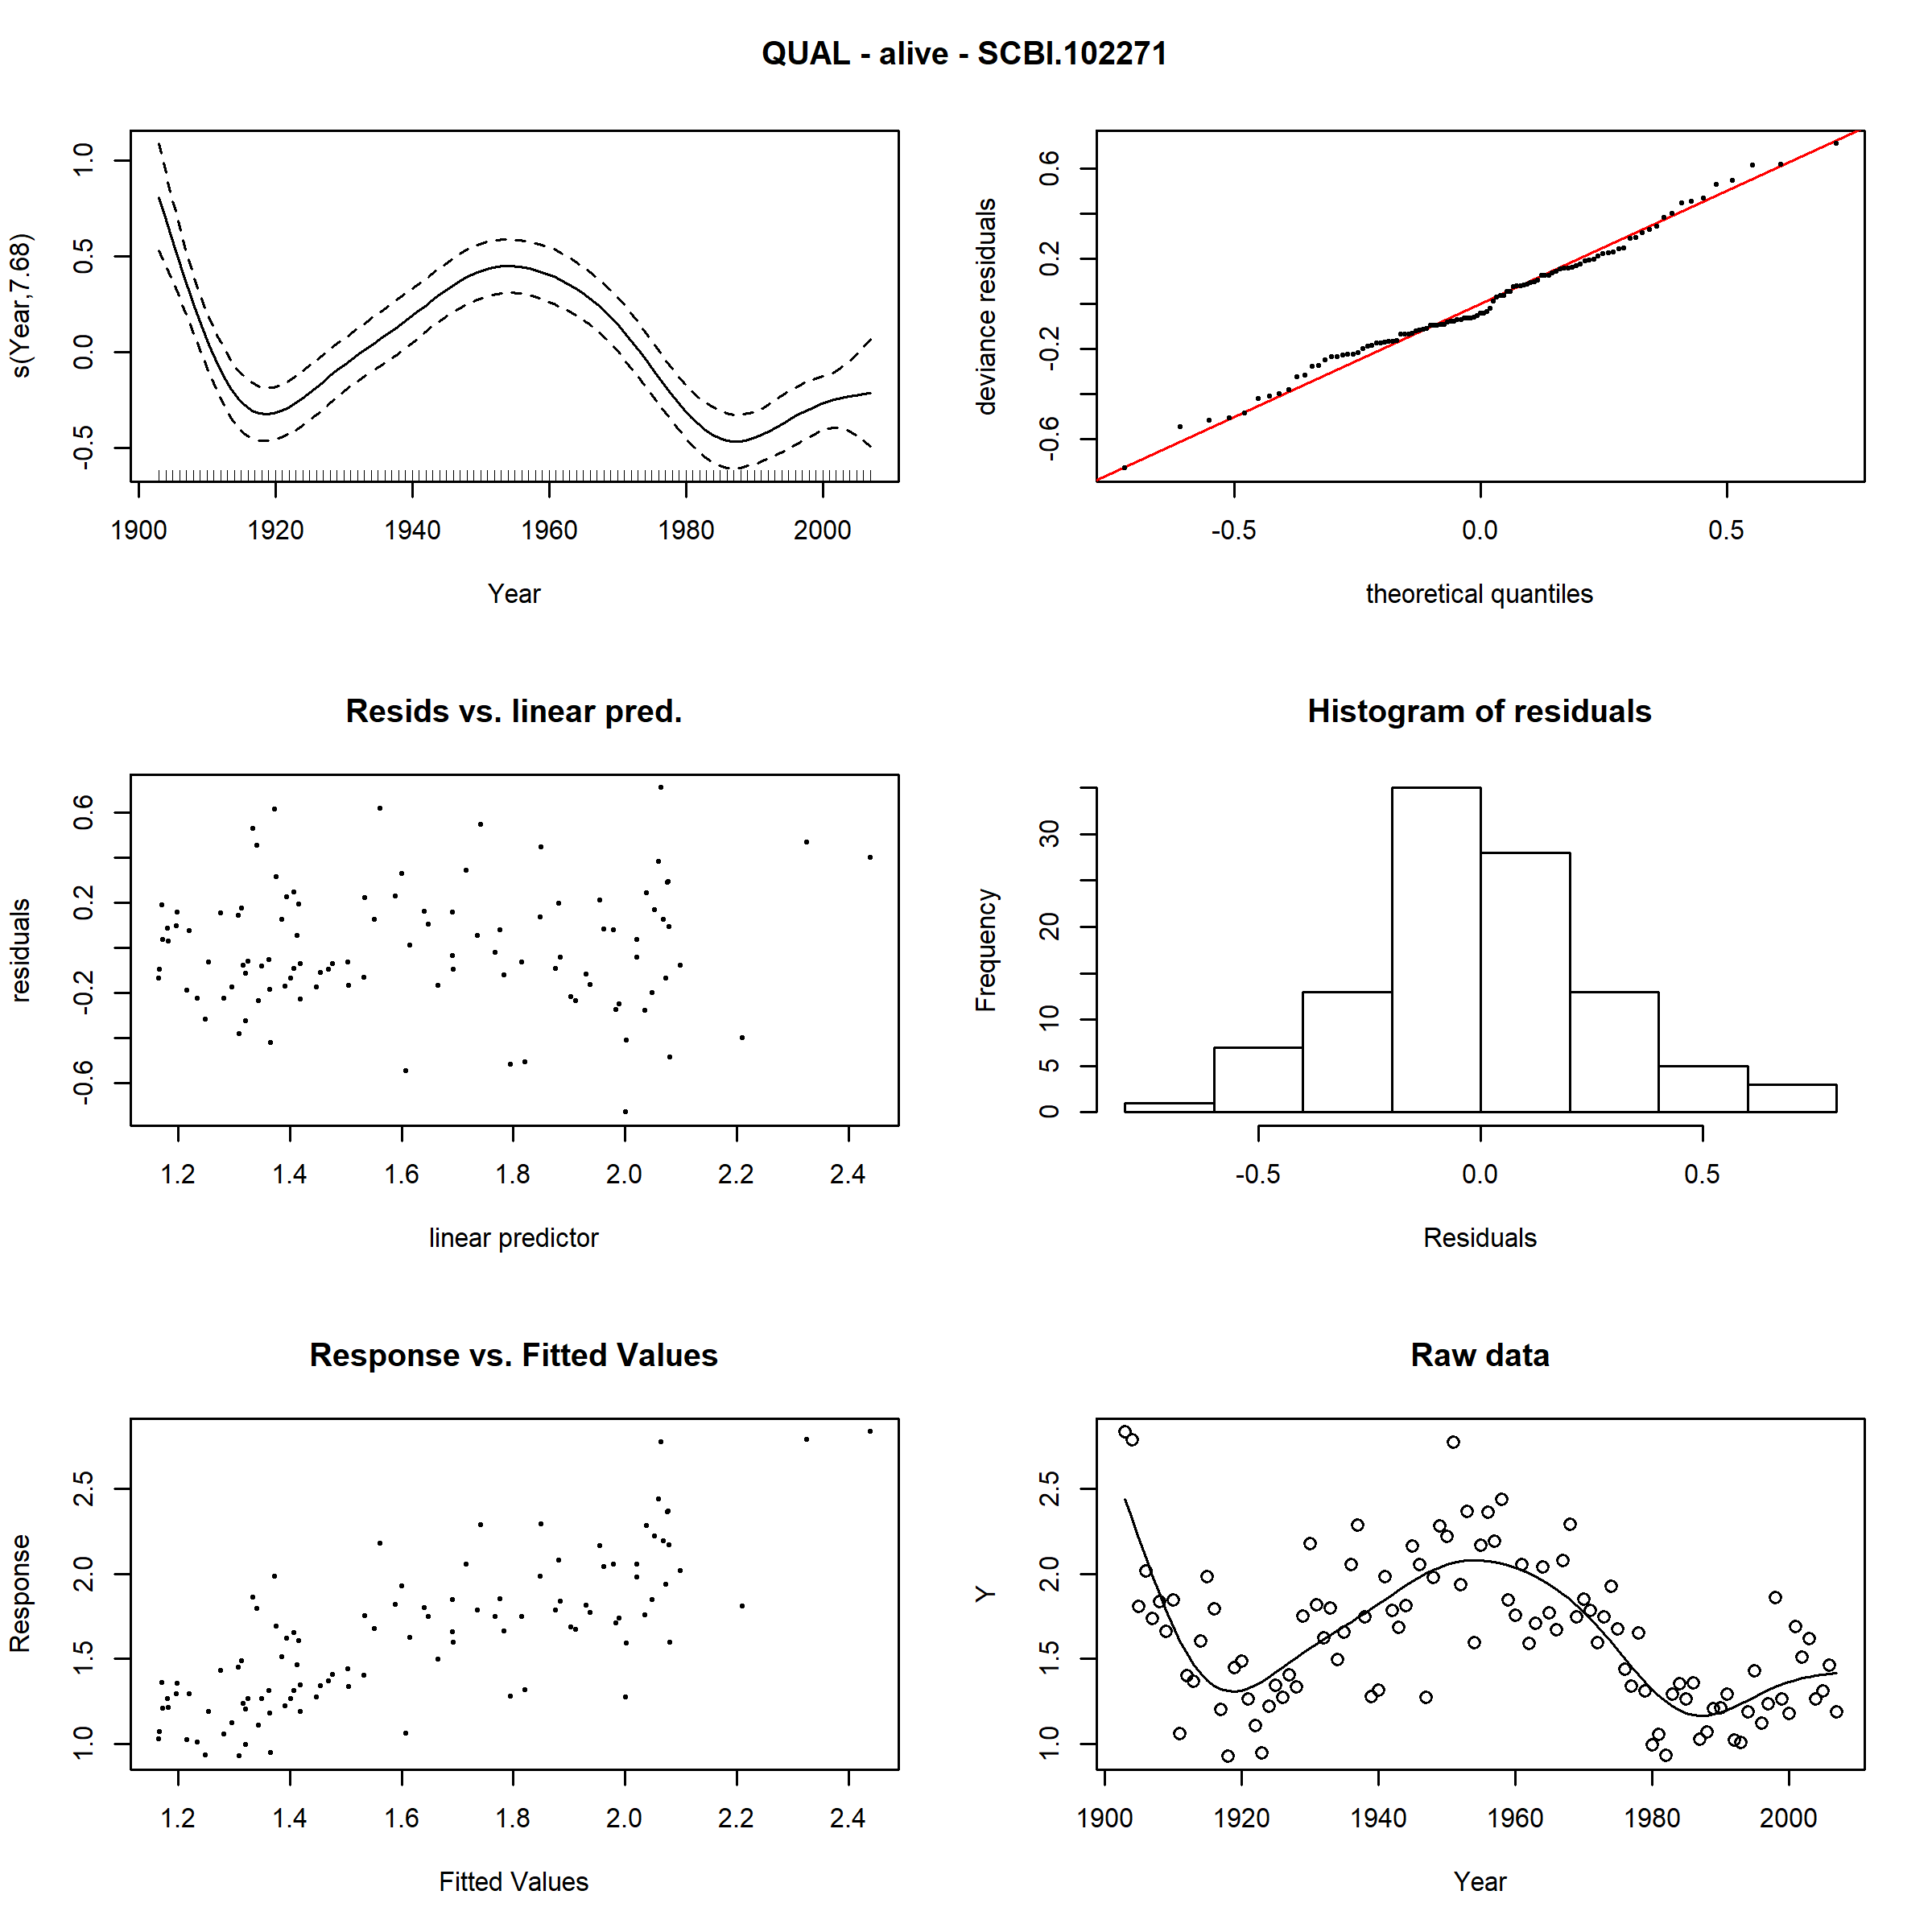 QUAL - alive - SCBI.102271
s(Year,7.68)
1.0
0.5
0.0
-0.5
1900 1920 1940 1960 1980 2000
Year
deviance residuals
0.6
0.2
-0.2
-0.6
-0.5 0.0 0.5
theoretical quantiles
Resids vs. linear pred.
residuals
0.6
0.2
-0.2
-0.6
1.2 1.4 1.6 1.8 2.0 2.2 2.4
linear predictor
Histogram of residuals
Frequency
30
20
10
5
0
-0.5 0.0 0.5
Residuals
Response vs. Fitted Values
Response
2.5
2.0
1.5
1.0
1.2 1.4 1.6 1.8 2.0 2.2 2.4
Fitted Values
Raw data
Y
2.5
2.0
1.5
1.0
1900 1920 1940 1960 1980 2000
Year